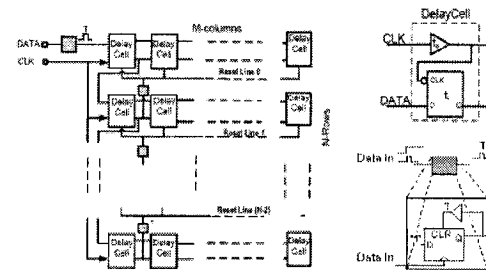 M-columns
DelayCell
DATA
T
Delay Cell
Delay Cell
Delay Cell
CLK
CLK
Reset Line 0
CLK
t
Delay Cell
Delay Cell
Delay Cell
DATA
D
Q
Reset Line 1
N-Rows
Data In
T
Reset Line (N-2)
Delay Cell
Delay Cell
Delay Cell
CLR
D
Q
Data In